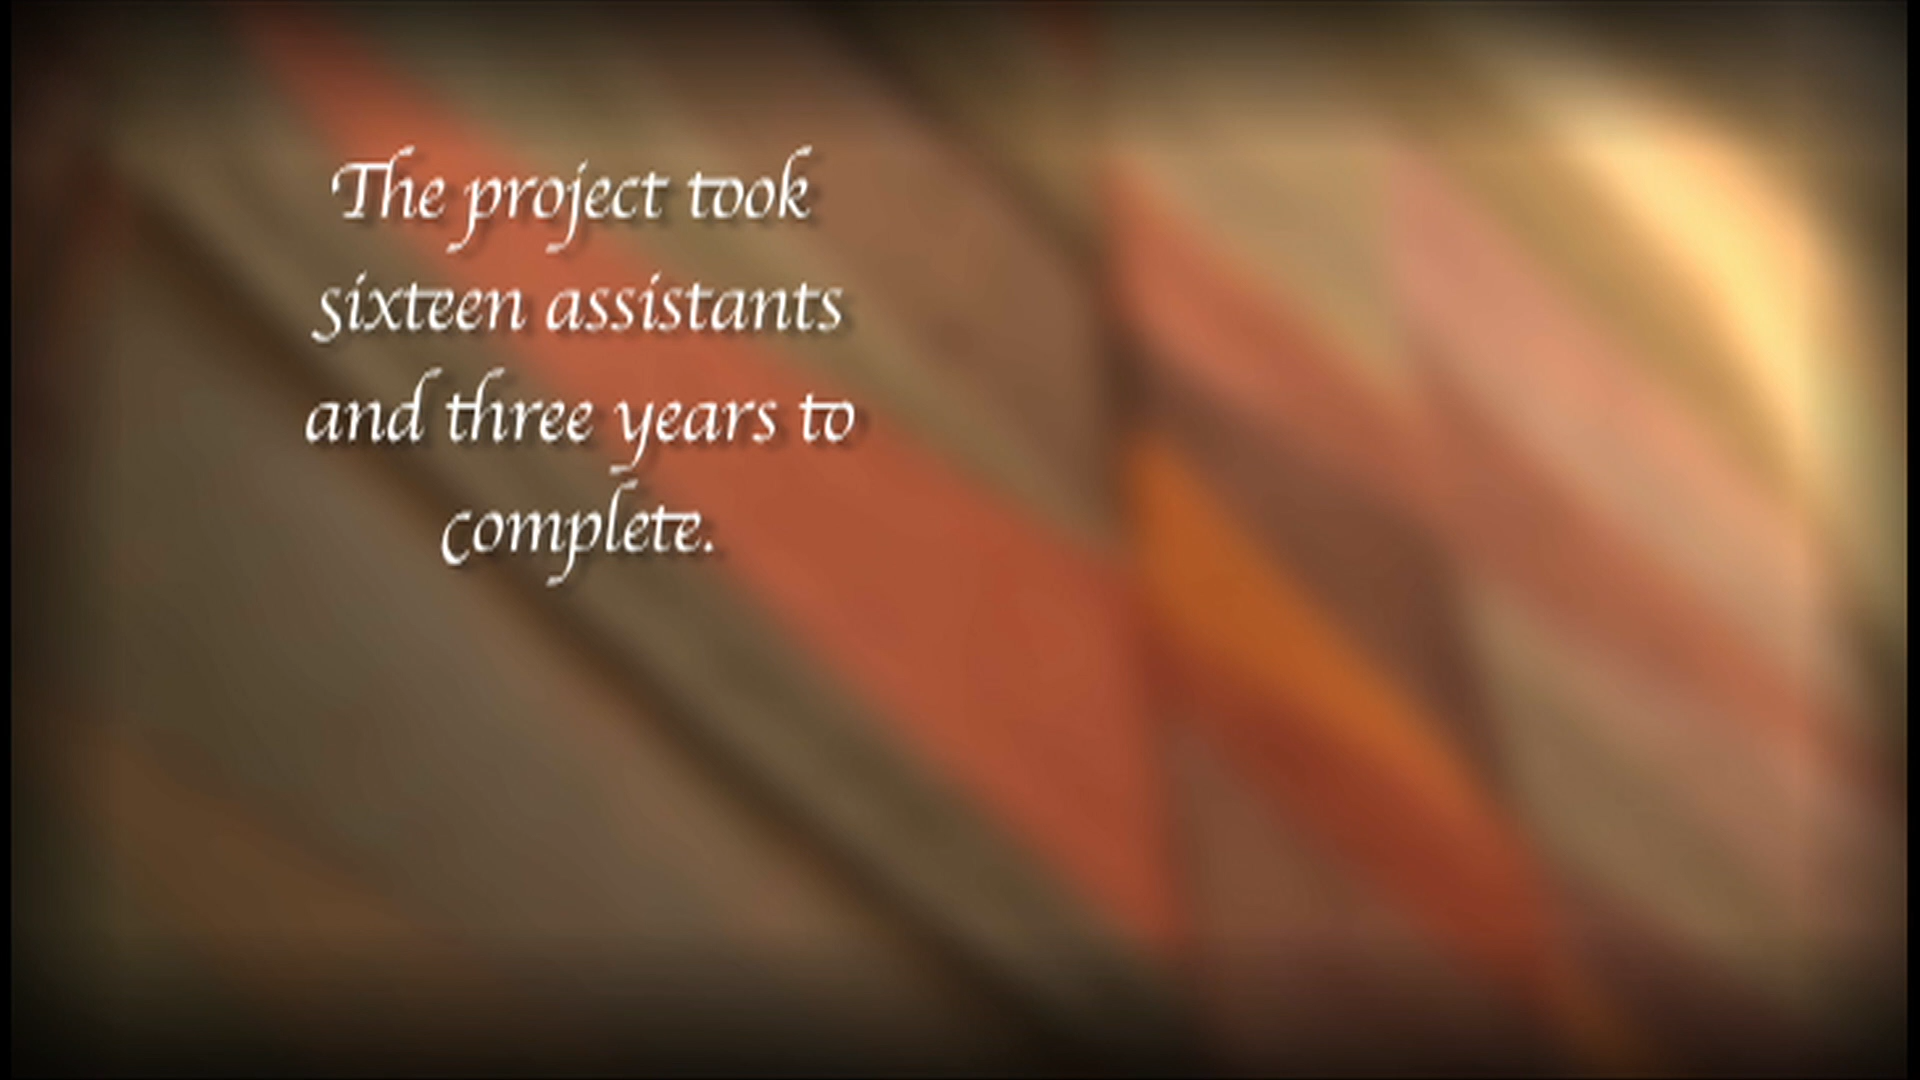 The project took
sixteen assistants
and three years to
complete.